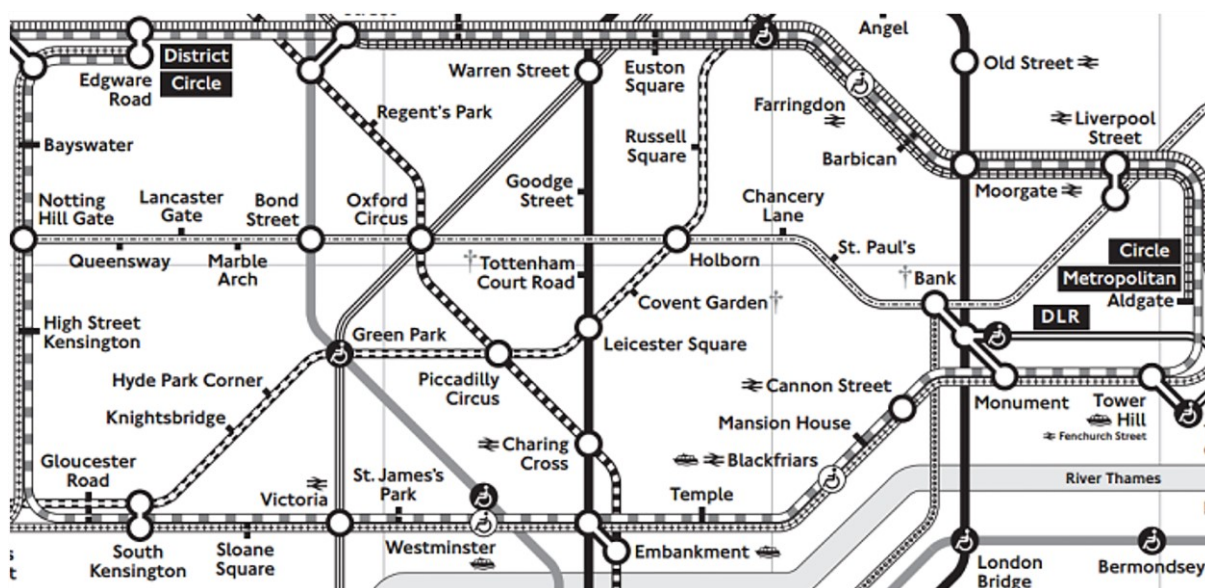 Angel
District
Circle
Edgware
Road
Warren Street
Euston
Square
Old Street
Farringdon
Liverpool
Street
Regent's Park
Bayswater
Russell
Square
Barbican
Moorgate
Notting
Hill Gate
Lancaster
Gate
Bond
Street
Oxford
Circus
Goodge
Street
Chancery
Lane
Queensway
Marble
Arch
† Tottenham
Court Road
Holborn
St. Paul's
Circle
Metropolitan
Aldgate
† Bank
Covent Garden †
DLR
High Street
Kensington
Green Park
Leicester Square
Hyde Park Corner
Piccadilly
Circus
Cannon Street
Monument
Tower
Hill
Fenchurch Street
Knightsbridge
Mansion House
Charing
Cross
Gloucester
Road
Victoria
St. James's
Park
Blackfriars
Temple
River Thames
South
Kensington
Sloane
Square
Westminster
Embankment
London
Bridge
Bermondsey